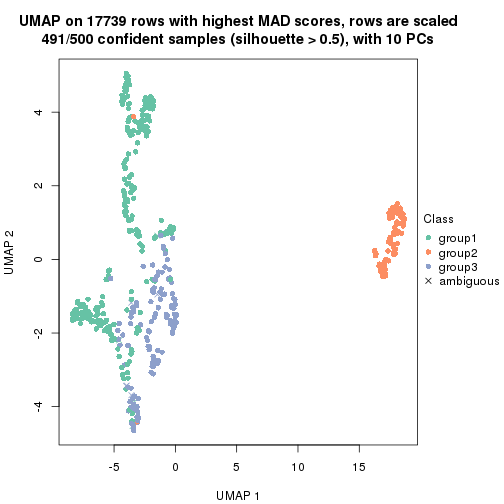 UMAP on 17739 rows with highest MAD scores, rows are scaled
491/500 confident samples (silhouette > 0.5), with 10 PCs
4
2
0
-2
-4
UMAP 2
-5
0
5
10
15
UMAP 1
Class
group1
group2
group3
ambiguous